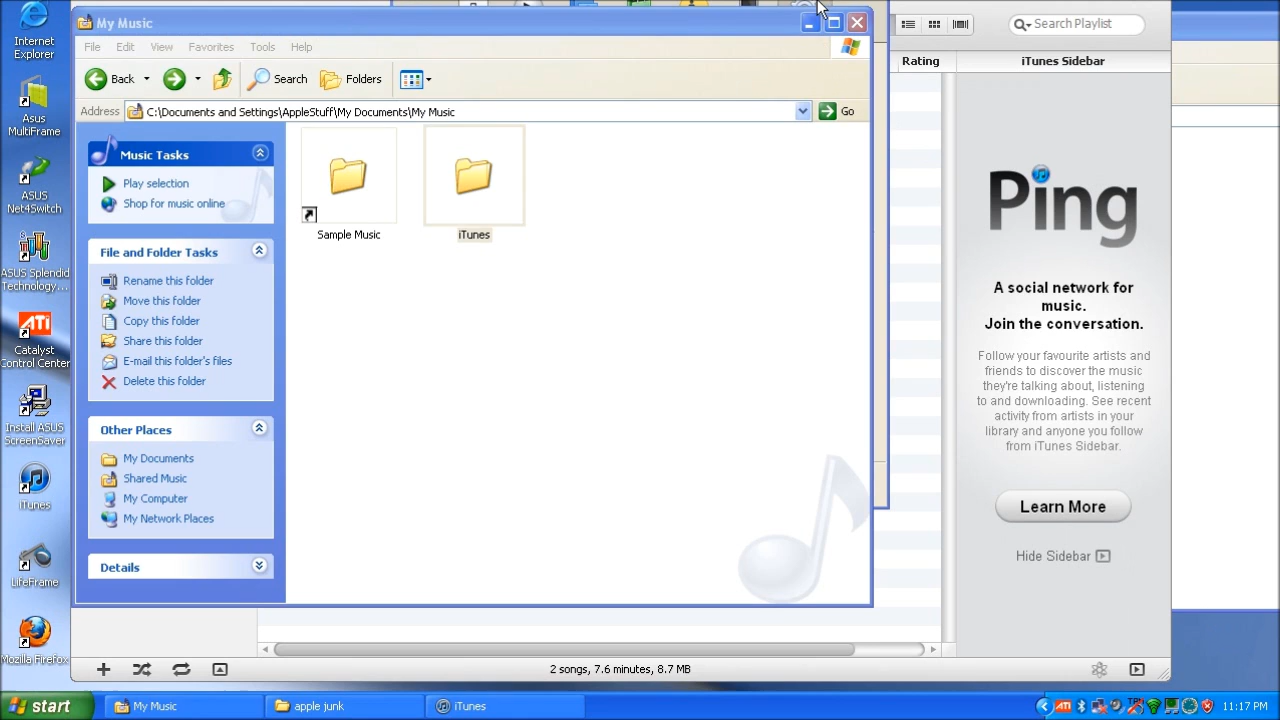 My Music
File Edit View Favorites Tools Help
Back Search Folders
Address C:\Documents and Settings\AppleStuff\My Documents\My Music Go
Music Tasks
Play selection
Shop for music online
File and Folder Tasks
Rename this folder
Move this folder
Copy this folder
Share this folder
E-mail this folder's files
Delete this folder
Other Places
My Documents
Shared Music
My Computer
My Network Places
Details
Sample Music
iTunes
Internet
Explorer
Asus
MultiFrame
ASUS
Net4Switch
ASUS Splendid
Technology...
ATi
Catalyst
Control Center
Install ASUS
ScreenSaver
iTunes
LifeFrame
Mozilla Firefox
Search Playlist
Rating
iTunes Sidebar
Ping
A social network for
music.
Join the conversation.
Follow your favourite artists and
friends to discover the music
they're talking about, listening
to and downloading. See recent
activity from artists in your
library and anyone you follow
from iTunes Sidebar.
Learn More
Hide Sidebar
2 songs, 7.6 minutes, 8.7 MB
start
My Music
apple junk
iTunes
ATi
11:17 PM